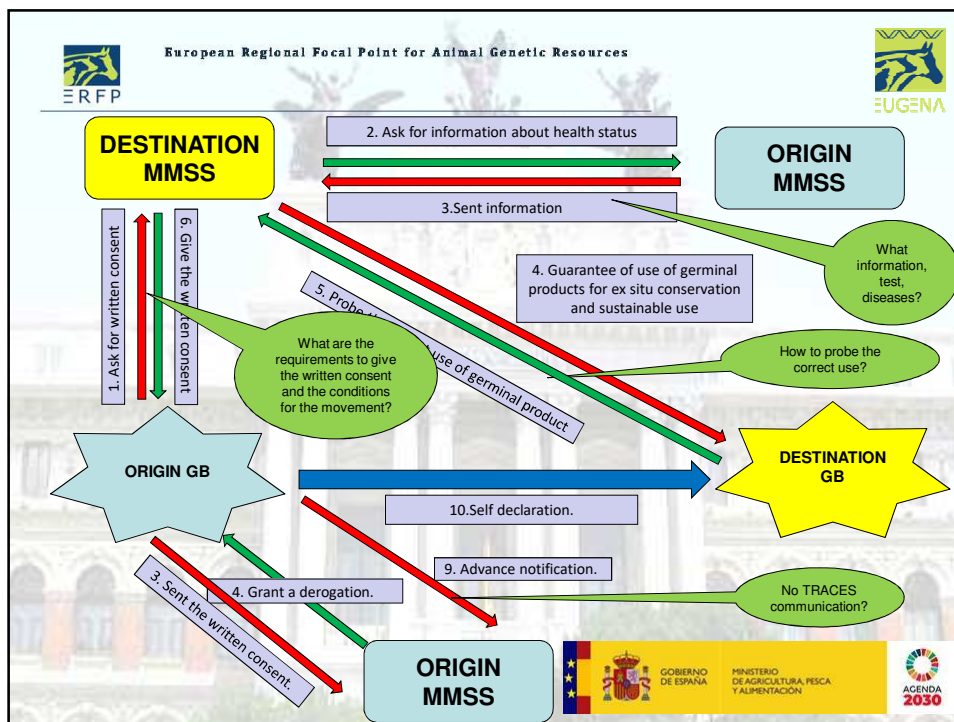 European Regional Focal Point for Animal Genetic Resources
ERFP
EUGENA
DESTINATION
MMSS
2. Ask for information about health status
ORIGIN
MMSS
3.Sent information
1. Ask for written consent
6. Give the written consent
What
information,
test,
diseases?
4. Guarantee of use of germinal
products for ex situ conservation
and sustainable use
5. Probe
use of germinal product
What are the
requirements to give
the written consent
and the conditions
for the movement?
How to probe the
correct use?
ORIGIN GB
DESTINATION
GB
10.Self declaration.
9. Advance notification.
4. Grant a derogation.
3. Sent the written consent.
No TRACES
communication?
ORIGIN
MMSS
GOBIERNO
DE ESPAÑA
MINISTERIO
DE AGRICULTURA, PESCA
Y ALIMENTACIÓN
AGENDA
2030